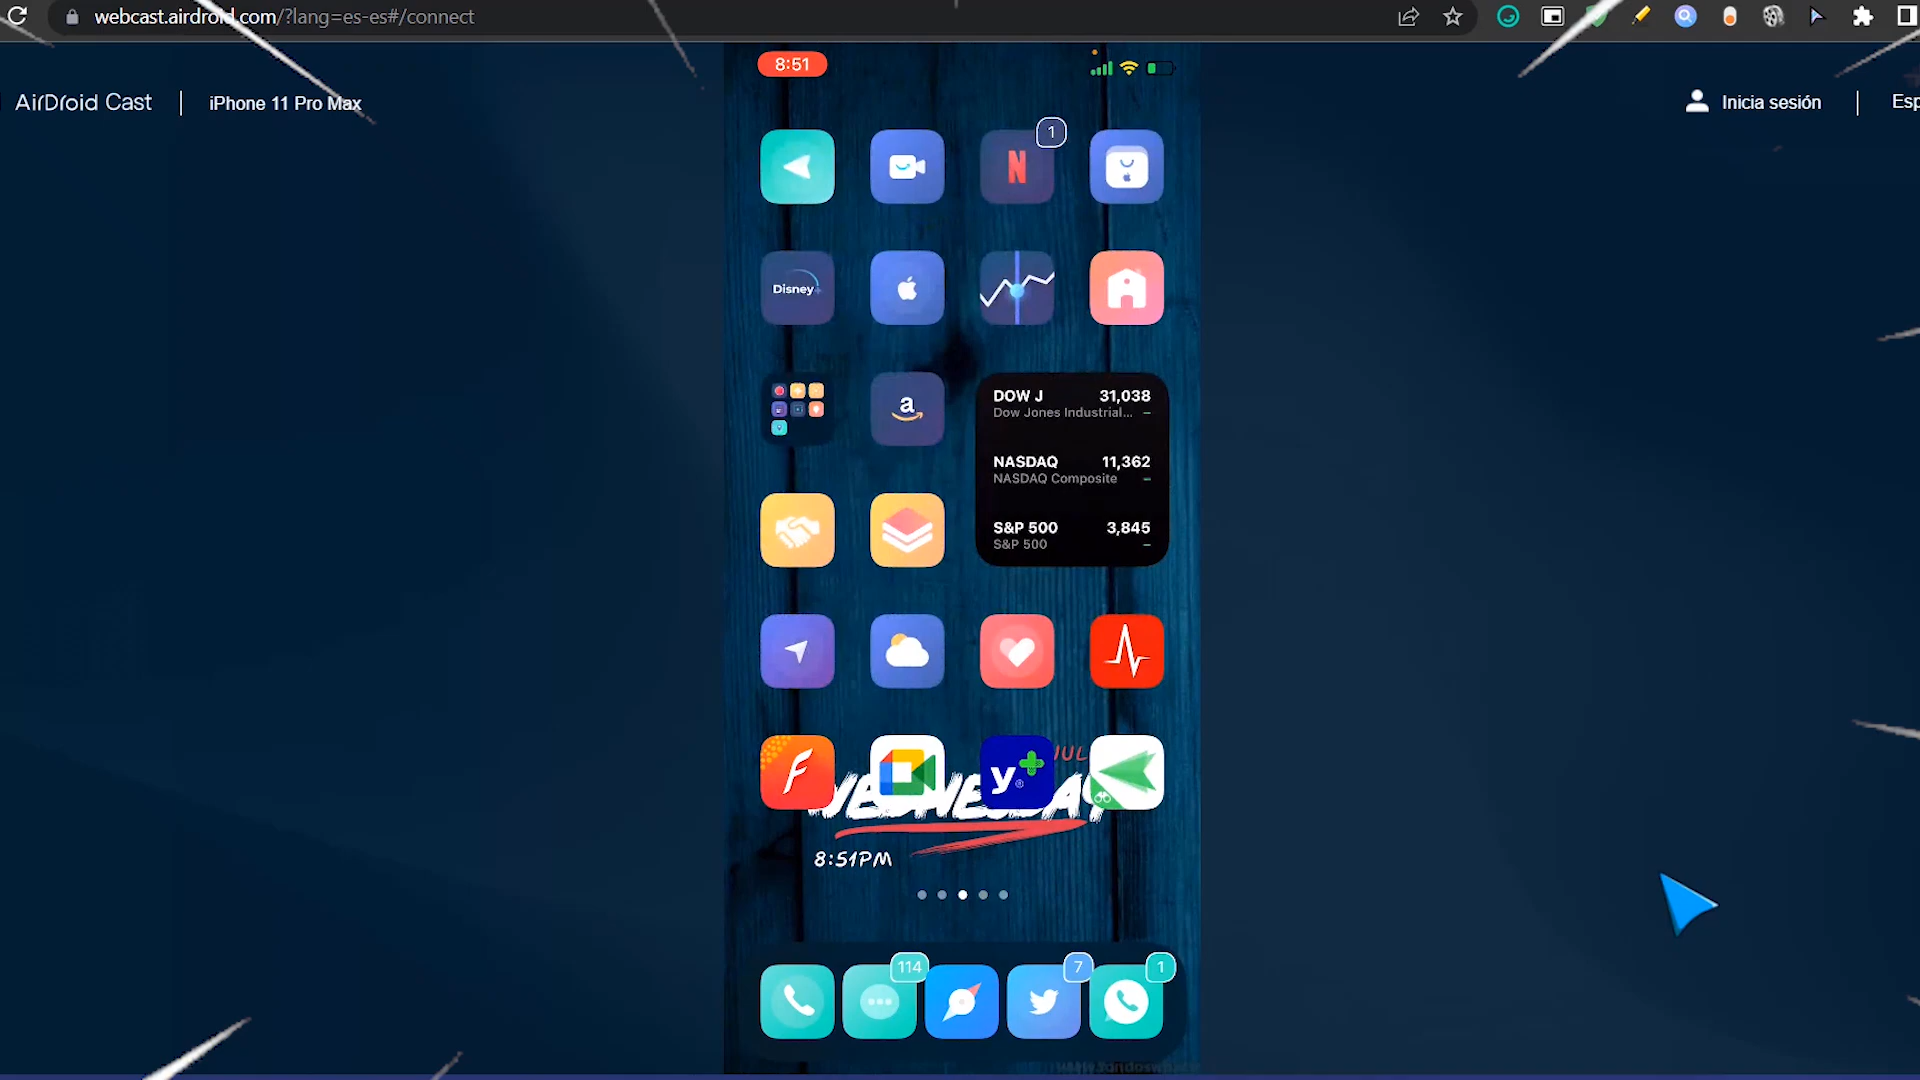 webcast.airdroid.com/?lang=es-es#/connect
AirDroid Cast | iPhone 11 Pro Max
Inicia sesión | Esp
8:51
1
N
Disney+
a
DOW J 31,038
Dow Jones Industrial... –
NASDAQ 11,362
NASDAQ Composite –
S&P 500 3,845
S&P 500 –
JUL
WEDNESDAY
y
8:51PM
114
7
1